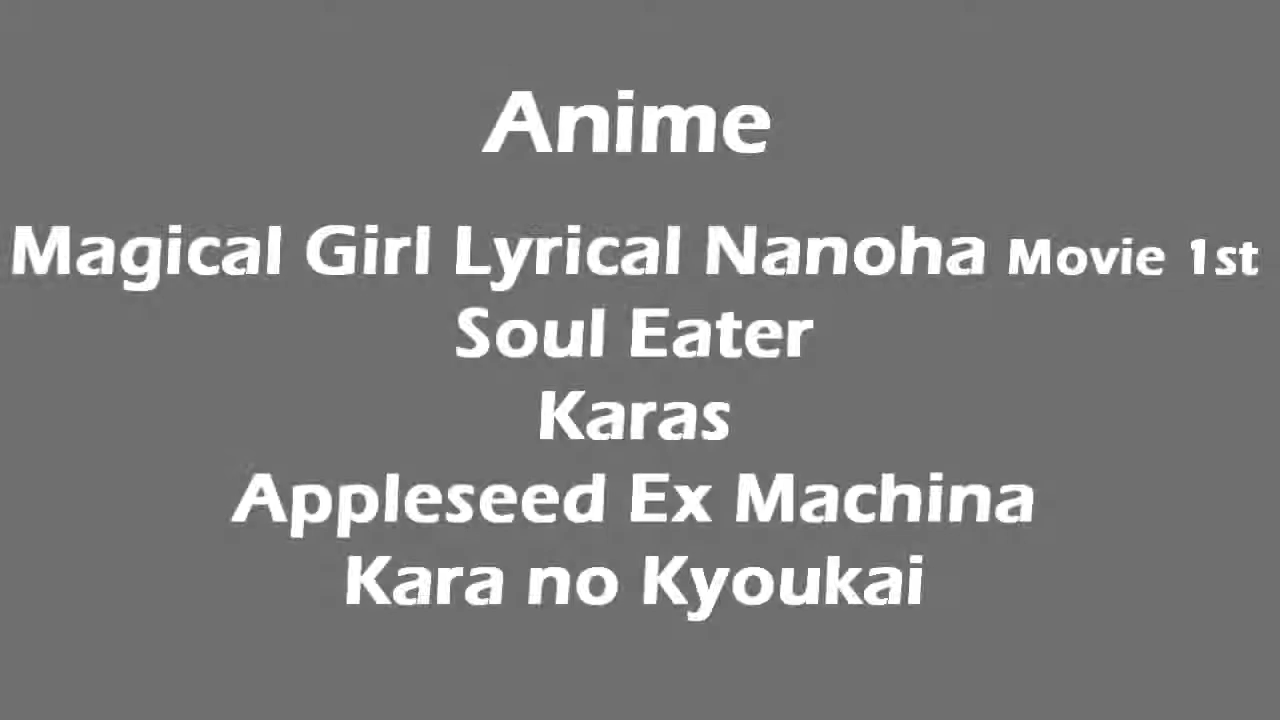 Anime
Magical Girl Lyrical Nanoha Movie 1st
Soul Eater
Karas
Appleseed Ex Machina
Kara no Kyoukai